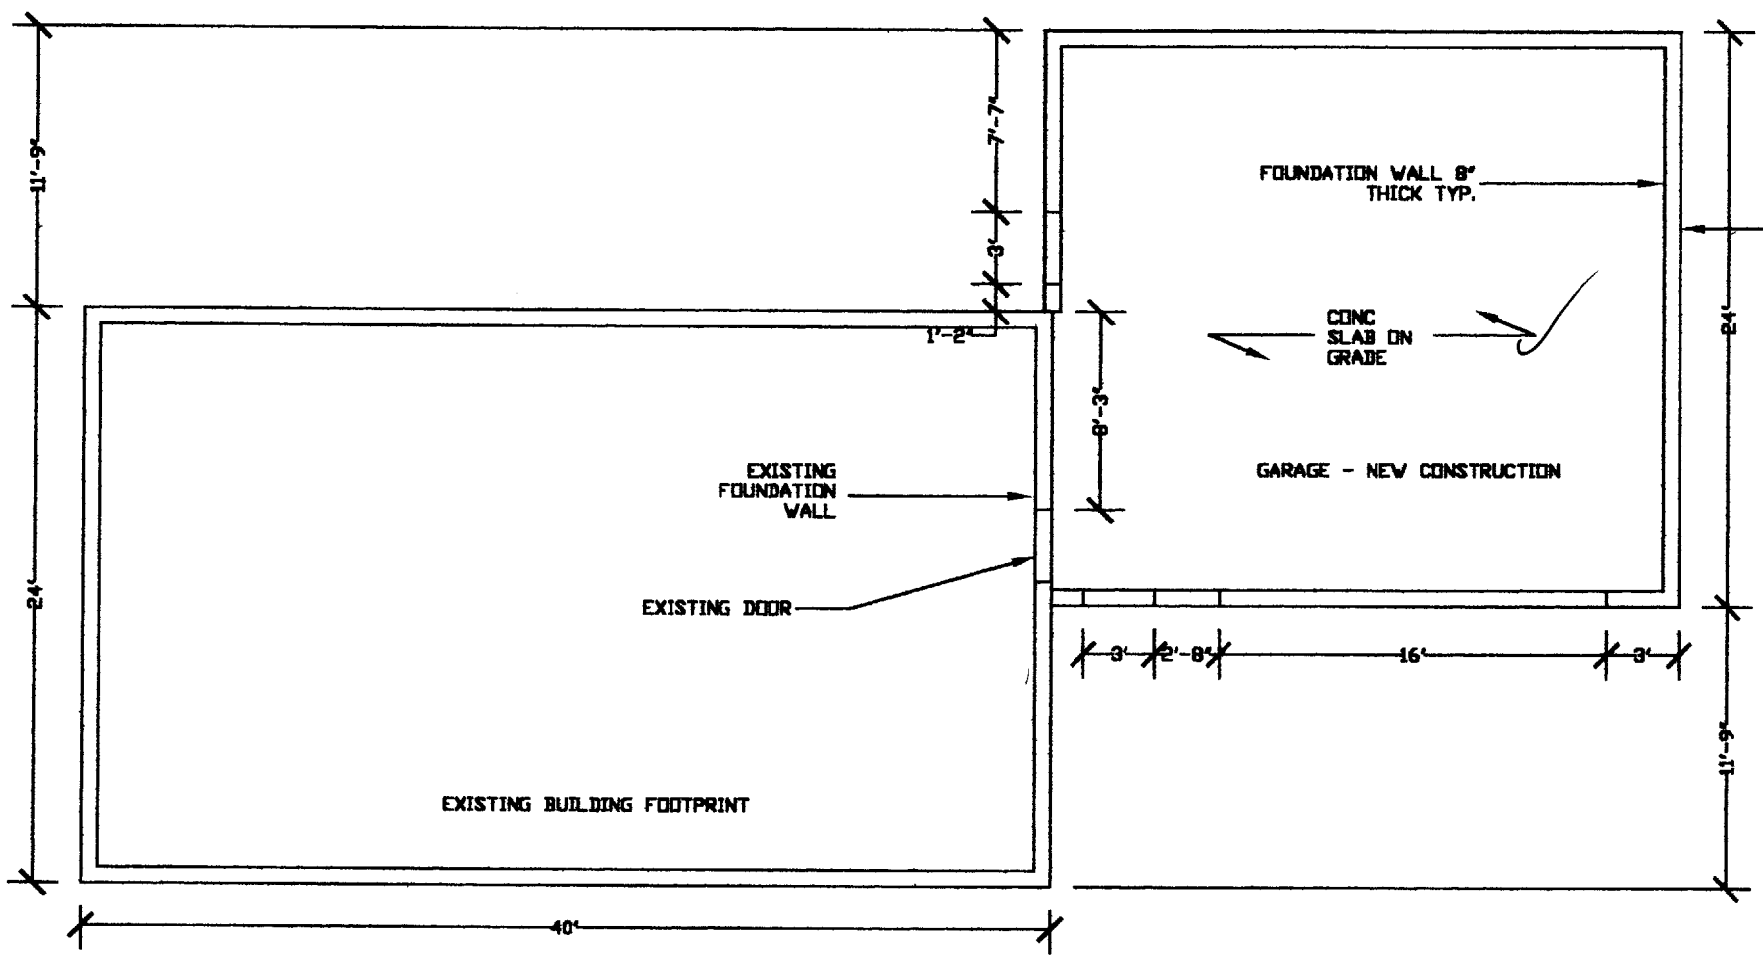 11'-9"
7'-7"
FOUNDATION WALL 8"
THICK TYP.
3'
24'
1'-2"
CONC
SLAB ON
GRADE
8'-3"
EXISTING
FOUNDATION
WALL
GARAGE - NEW CONSTRUCTION
24'
EXISTING DOOR
3'
2'-8"
16'
3'
11'-9"
EXISTING BUILDING FOOTPRINT
40'